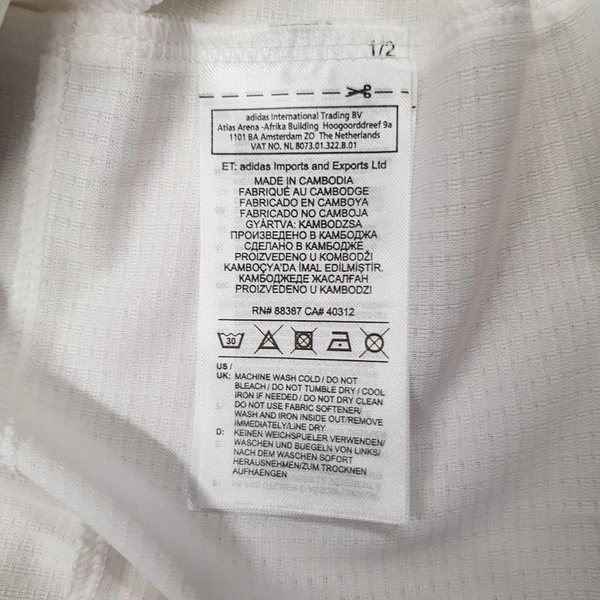 1/2
adidas International Trading BV
Atlas Arena -Afrika Building Hoogoorddreef 9a
1101 BA Amsterdam ZO The Netherlands
VAT NO. NL 8073.01.322.B.01
ET: adidas Imports and Exports Ltd
MADE IN CAMBODIA
FABRIQUÉ AU CAMBODGE
FABRICADO EN CAMBOYA
FABRICADO NO CAMBOJA
GYÁRTVA: KAMBODZSA
ПРОИЗВЕДЕНО В КАМБОДЖА
СДЕЛАНО В КАМБОДЖЕ
PROIZVEDENO U KOMBODŽI
KAMBOÇYA'DA İMAL EDİLMİŞTİR.
КАМБОДЖЕДЕ ЖАСАЛҒАН
PROIZVEDENO U KAMBODZI
RN# 88387 CA# 40312
30
US /
UK: MACHINE WASH COLD / DO NOT
BLEACH / DO NOT TUMBLE DRY / COOL
IRON IF NEEDED / DO NOT DRY CLEAN
DO NOT USE FABRIC SOFTENER/
WASH AND IRON INSIDE OUT/REMOVE
IMMEDIATELY/LINE DRY
D: KEINEN WEICHSPUELER VERWENDEN/
WASCHEN UND BUEGELN VON LINKS/
NACH DEM WASCHEN SOFORT
HERAUSNEHMEN/ZUM TROCKNEN
AUFHAENGEN